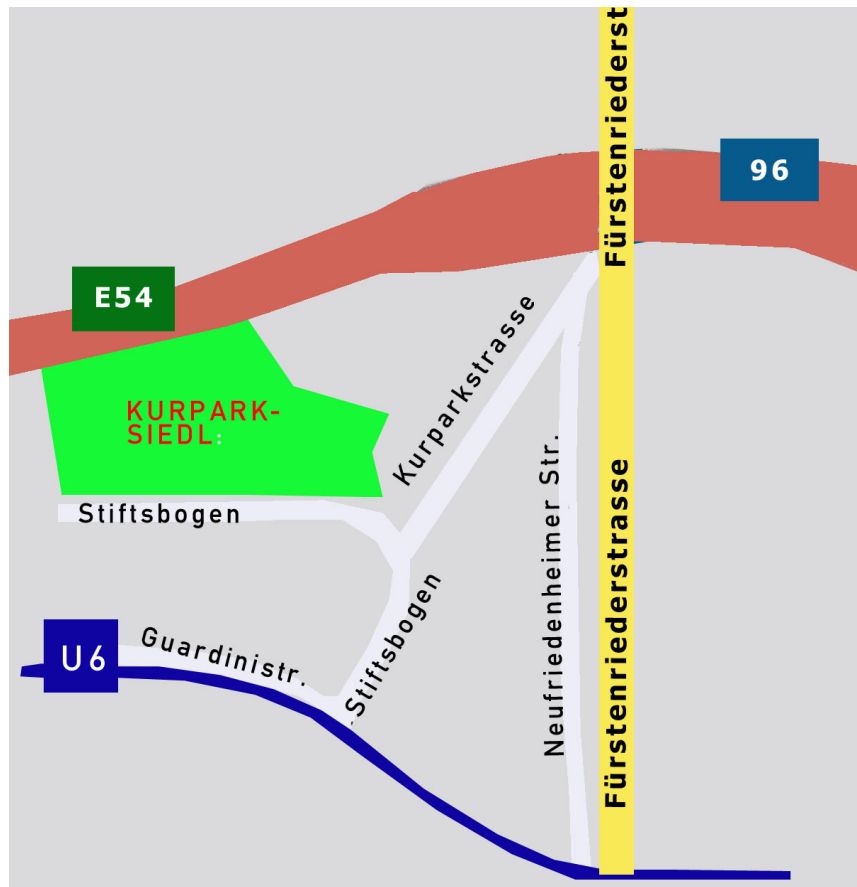 Fürstenriederst
96
E54
Kurparkstrasse
KURPARK-
SIEDL:
Neufriedenheimer Str.
Fürstenriederstrasse
Stiftsbogen
Stiftsbogen
Guardinistr.
U6